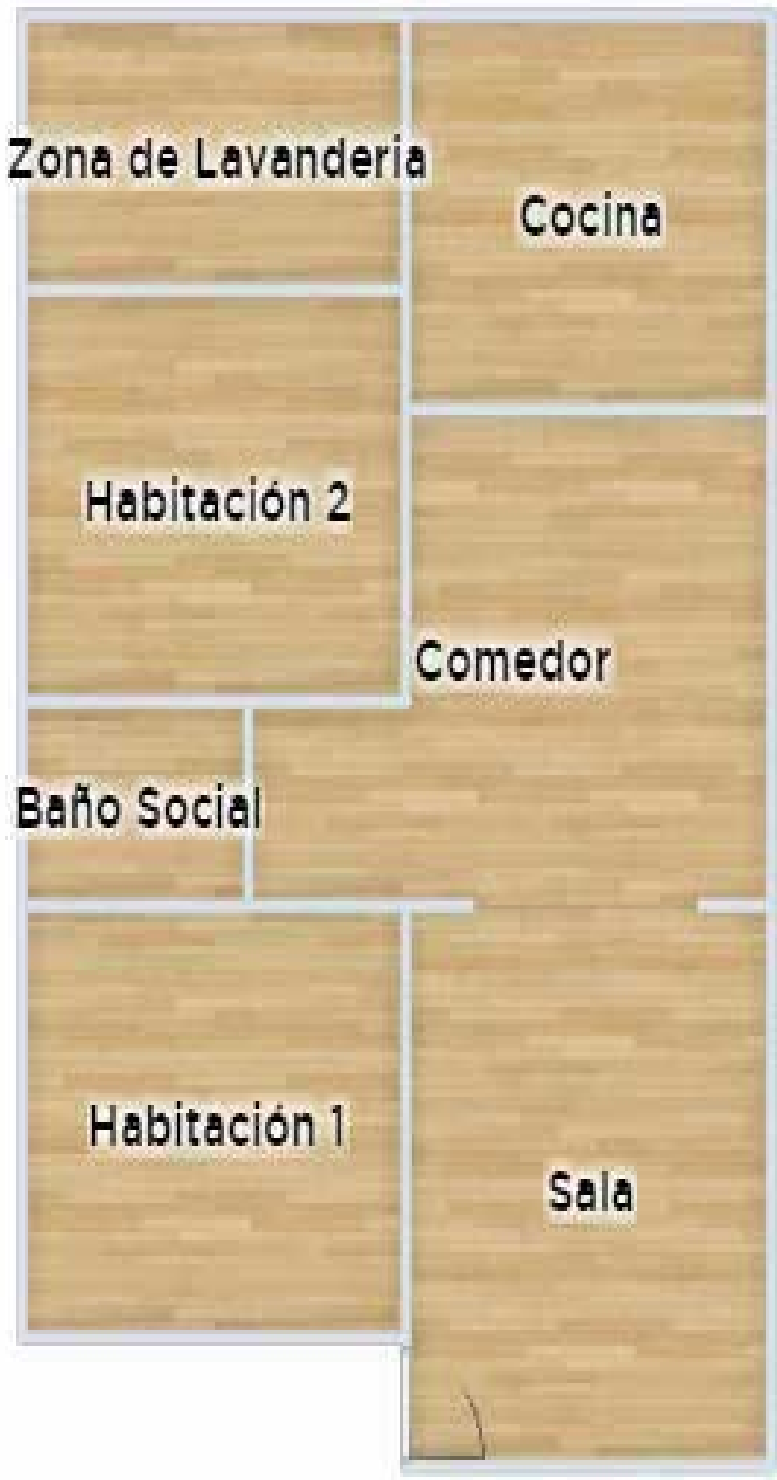 Zona de Lavanderia
Cocina
Habitación 2
Comedor
Baño Social
Habitación 1
Sala